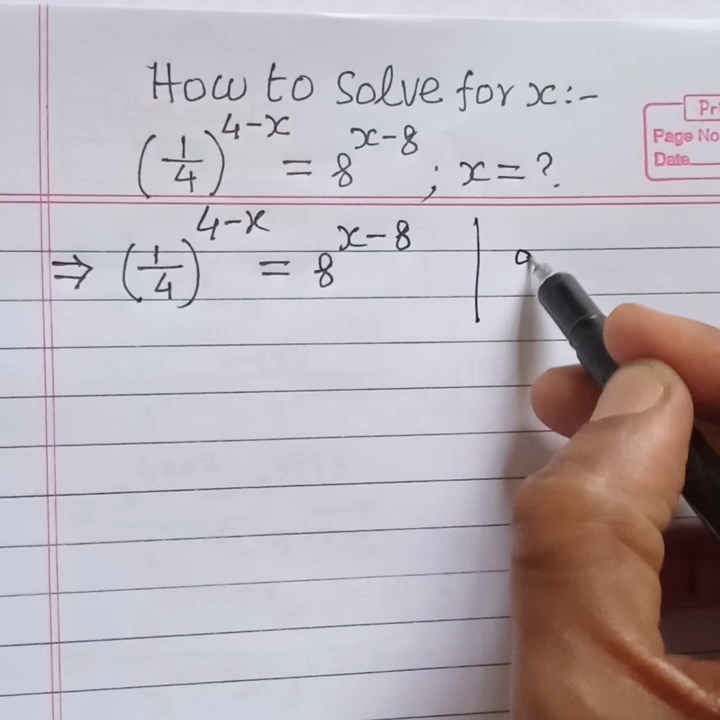 How to solve for x:-
(1/4)^{4-x} = 8^{x-8} ; x = ?
⇒ (1/4)^{4-x} = 8^{x-8} |
Page No
Date